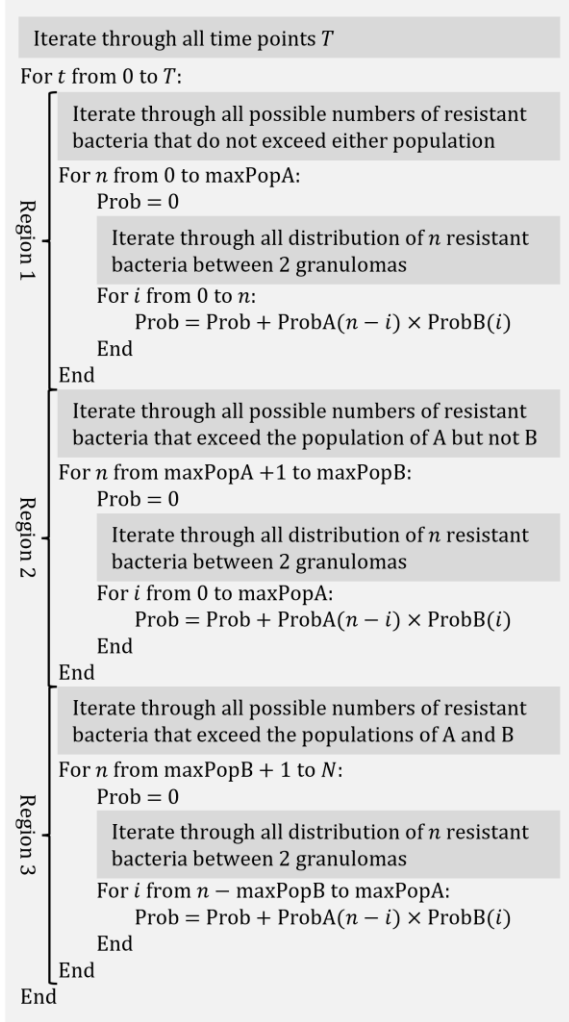 Iterate through all time points T
For t from 0 to T:
Region 1
Iterate through all possible numbers of resistant
bacteria that do not exceed either population
For n from 0 to maxPopA:
Prob = 0
Iterate through all distribution of n resistant
bacteria between 2 granulomas
For i from 0 to n:
Prob = Prob + ProbA(n − i) × ProbB(i)
End
End
Region 2
Iterate through all possible numbers of resistant
bacteria that exceed the population of A but not B
For n from maxPopA +1 to maxPopB:
Prob = 0
Iterate through all distribution of n resistant
bacteria between 2 granulomas
For i from 0 to maxPopA:
Prob = Prob + ProbA(n − i) × ProbB(i)
End
End
Region 3
Iterate through all possible numbers of resistant
bacteria that exceed the populations of A and B
For n from maxPopB + 1 to N:
Prob = 0
Iterate through all distribution of n resistant
bacteria between 2 granulomas
For i from n − maxPopB to maxPopA:
Prob = Prob + ProbA(n − i) × ProbB(i)
End
End
End